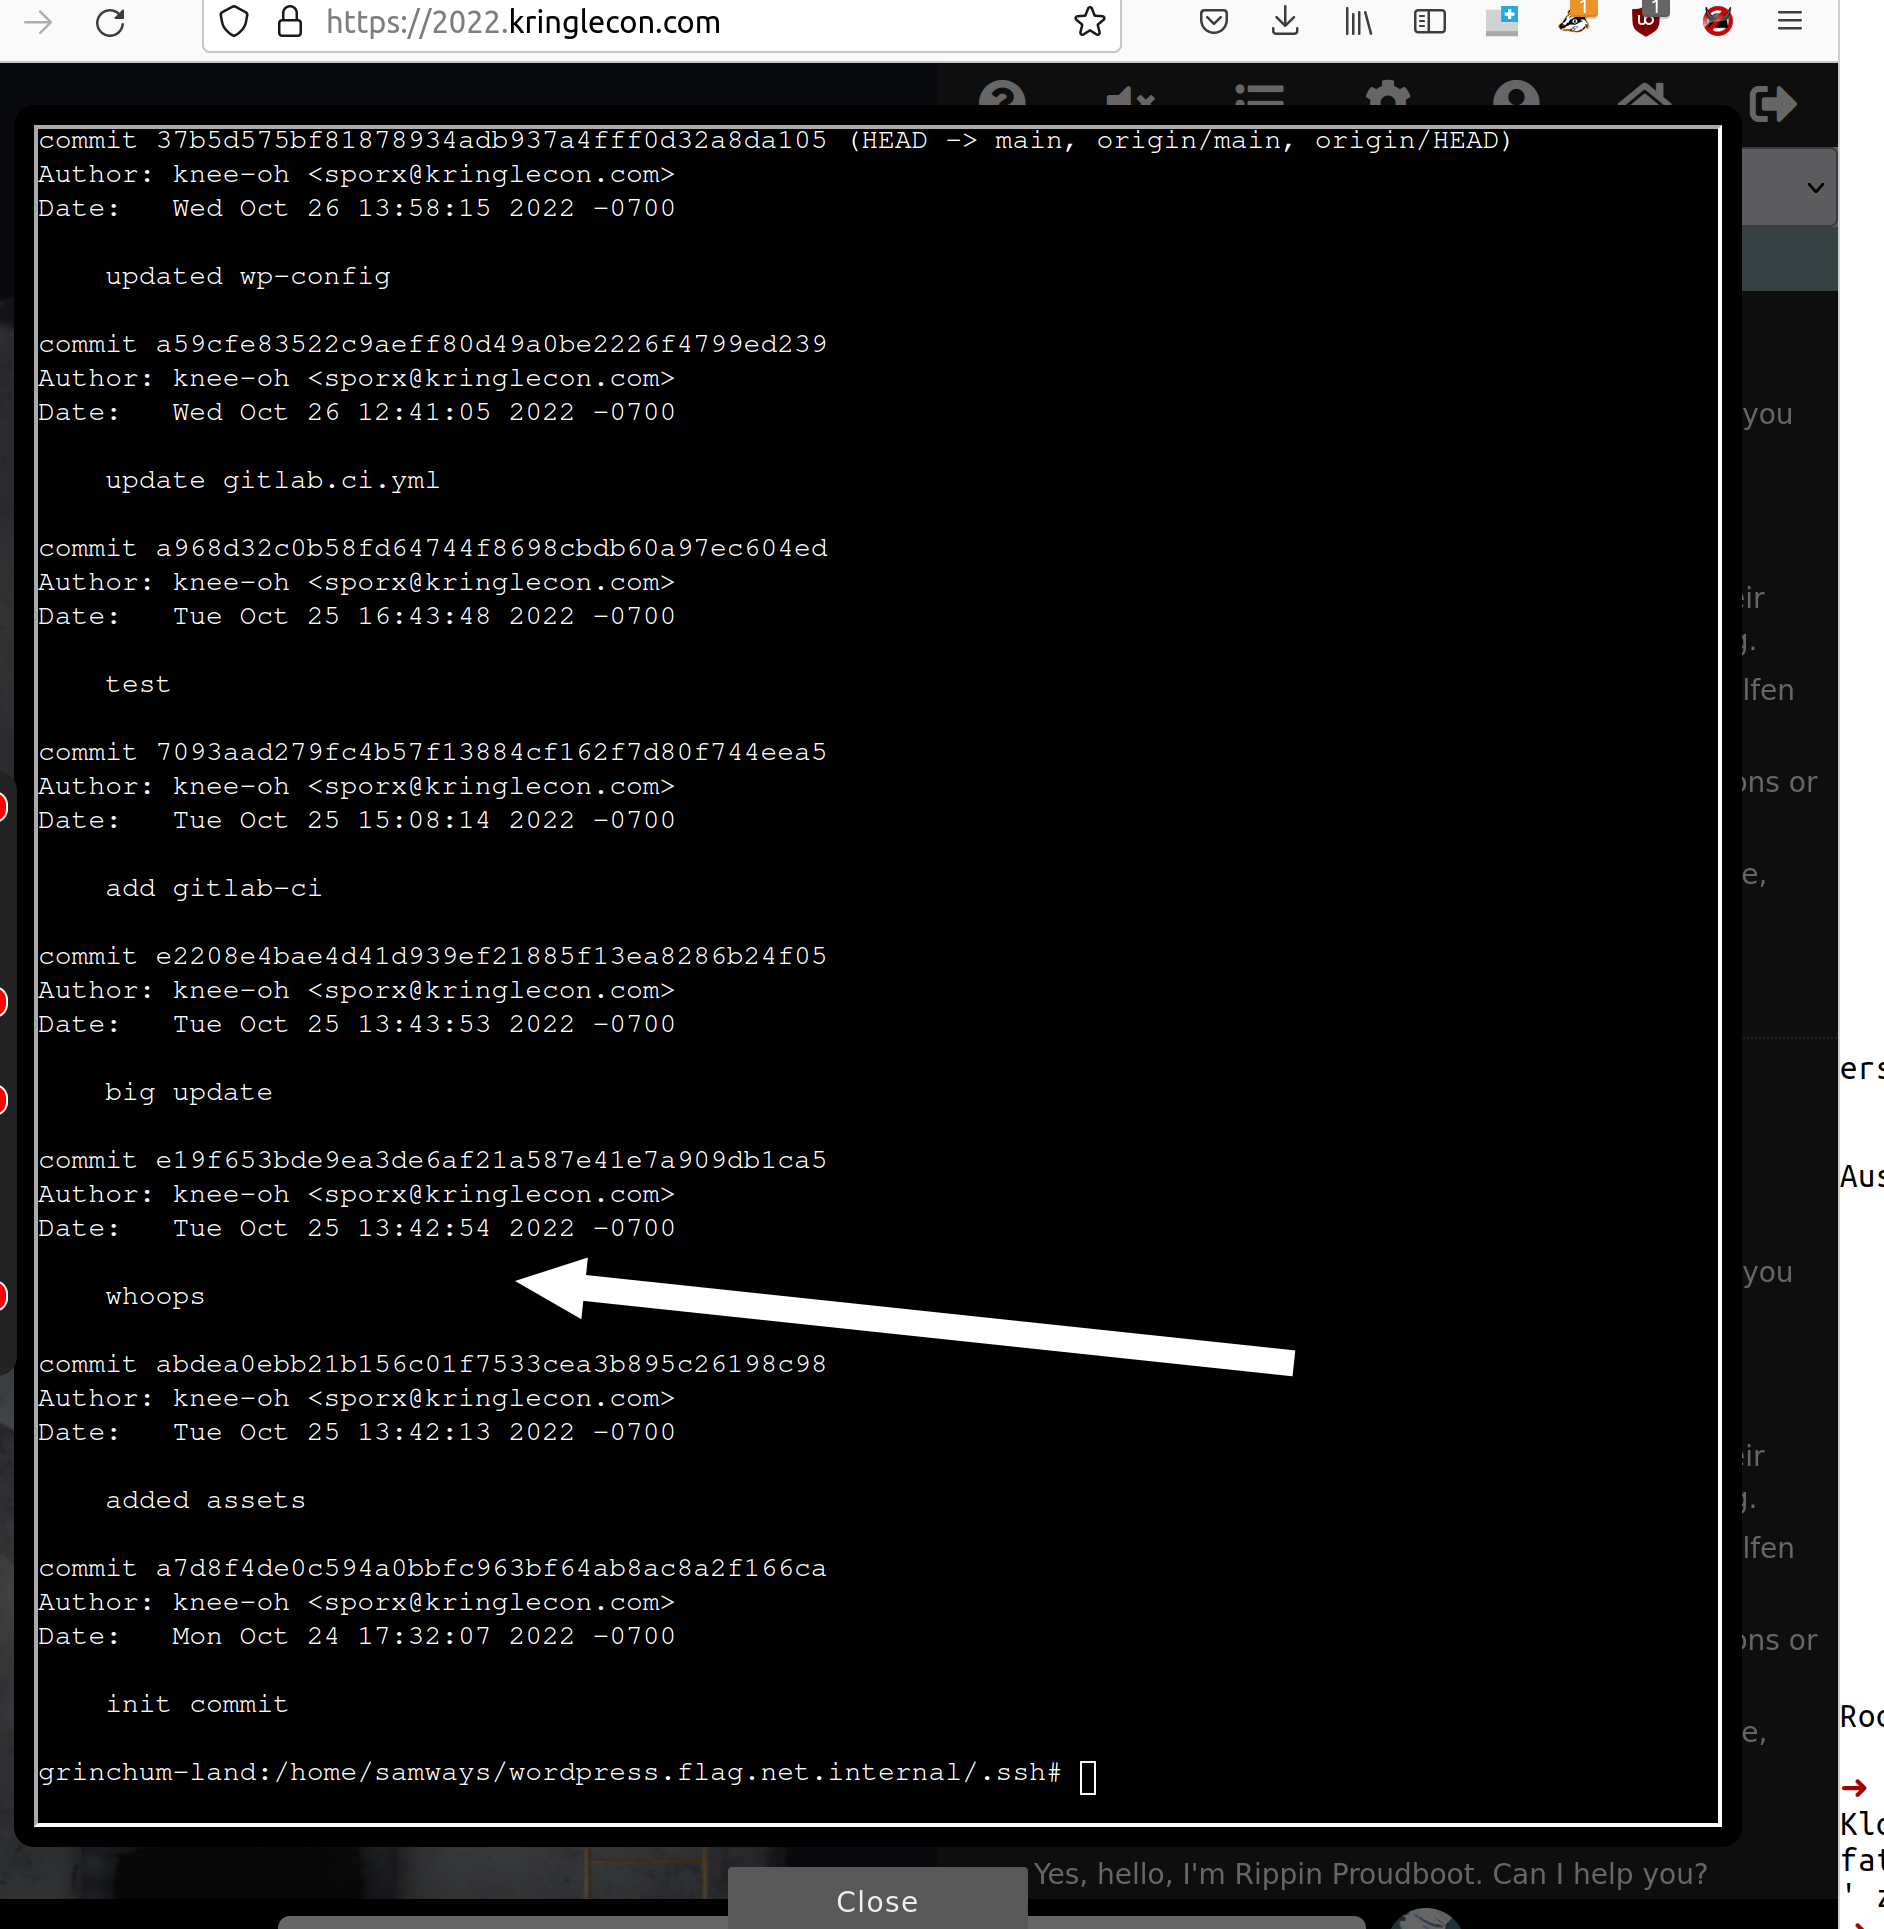 https://2022.kringlecon.com
1
1
commit 37b5d575bf81878934adb937a4fff0d32a8da105 (HEAD -> main, origin/main, origin/HEAD)
Author: knee-oh <sporx@kringlecon.com>
Date:   Wed Oct 26 13:58:15 2022 -0700
updated wp-config
commit a59cfe83522c9aeff80d49a0be2226f4799ed239
Author: knee-oh <sporx@kringlecon.com>
Date:   Wed Oct 26 12:41:05 2022 -0700
you
update gitlab.ci.yml
commit a968d32c0b58fd64744f8698cbdb60a97ec604ed
Author: knee-oh <sporx@kringlecon.com>
eir
Date:   Tue Oct 25 16:43:48 2022 -0700
g.
test
lfen
commit 7093aad279fc4b57f13884cf162f7d80f744eea5
Author: knee-oh <sporx@kringlecon.com>
ons or
Date:   Tue Oct 25 15:08:14 2022 -0700
add gitlab-ci
e,
commit e2208e4bae4d41d939ef21885f13ea8286b24f05
Author: knee-oh <sporx@kringlecon.com>
Date:   Tue Oct 25 13:43:53 2022 -0700
ers
big update
commit e19f653bde9ea3de6af21a587e41e7a909db1ca5
Aus
Author: knee-oh <sporx@kringlecon.com>
Date:   Tue Oct 25 13:42:54 2022 -0700
you
whoops
commit abdea0ebb21b156c01f7533cea3b895c26198c98
Author: knee-oh <sporx@kringlecon.com>
Date:   Tue Oct 25 13:42:13 2022 -0700
eir
added assets
g.
lfen
commit a7d8f4de0c594a0bbfc963bf64ab8ac8a2f166ca
Author: knee-oh <sporx@kringlecon.com>
Date:   Mon Oct 24 17:32:07 2022 -0700
ons or
init commit
Roo
e,
grinchum-land:/home/samways/wordpress.flag.net.internal/.ssh#
➜
Klo
fat
Yes, hello, I'm Rippin Proudboot. Can I help you?
' z
Close